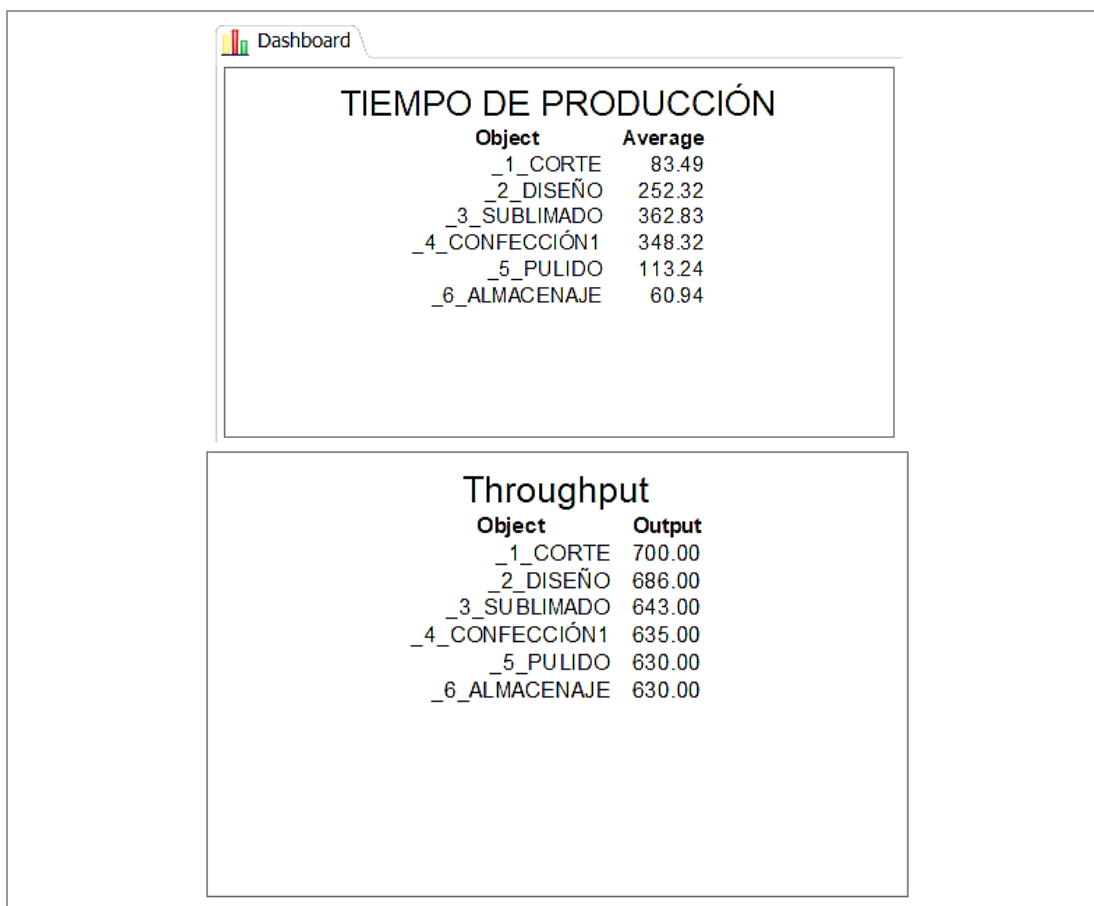 Dashboard
TIEMPO DE PRODUCCIÓN
Object Average
_1_CORTE 83.49
_2_DISEÑO 252.32
_3_SUBLIMADO 362.83
_4_CONFECCIÓN1 348.32
_5_PULIDO 113.24
_6_ALMACENAJE 60.94
Throughput
Object Output
_1_CORTE 700.00
_2_DISEÑO 686.00
_3_SUBLIMADO 643.00
_4_CONFECCIÓN1 635.00
_5_PULIDO 630.00
_6_ALMACENAJE 630.00